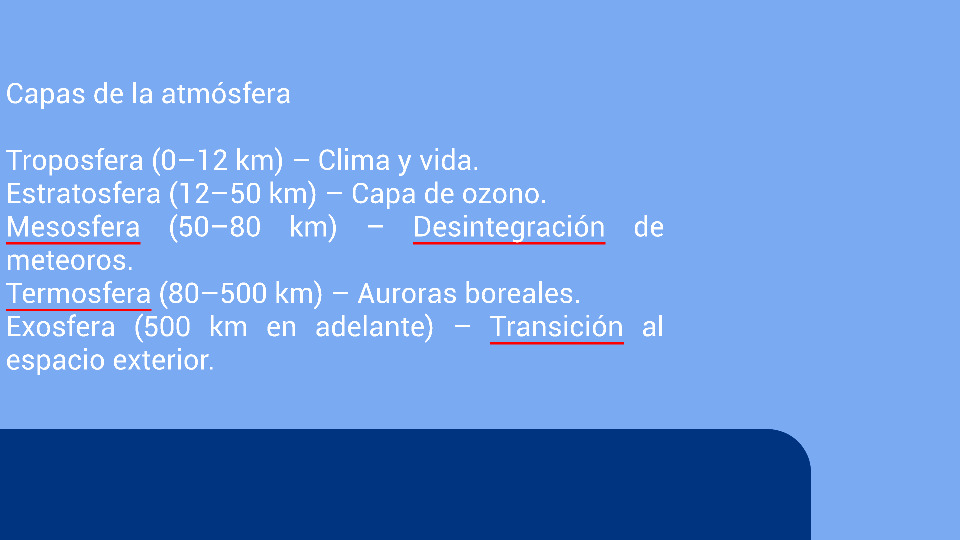 Capas de la atmósfera
Troposfera (0–12 km) – Clima y vida.
Estratosfera (12–50 km) – Capa de ozono.
Mesosfera (50–80 km) – Desintegración de
meteoros.
Termosfera (80–500 km) – Auroras boreales.
Exosfera (500 km en adelante) – Transición al
espacio exterior.